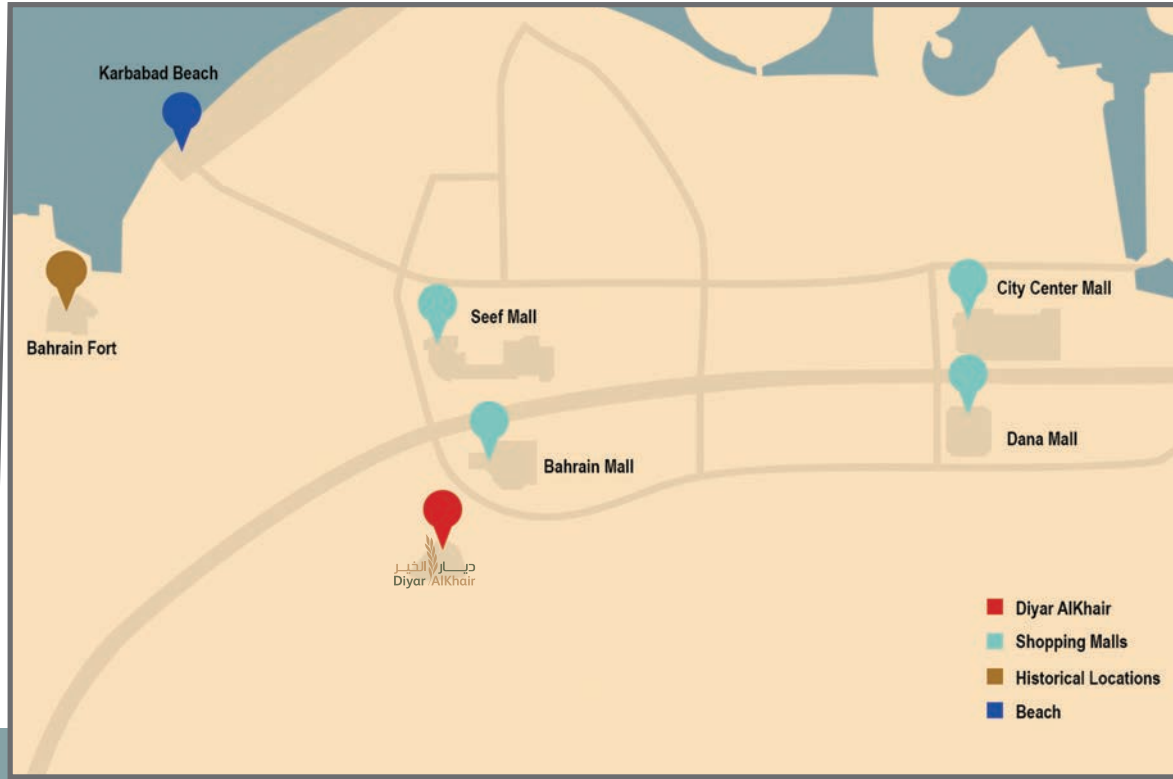 Karbabad Beach
Bahrain Fort
Seef Mall
City Center Mall
Dana Mall
Bahrain Mall
ديــار الخيــر
Diyar AlKhair
Diyar AlKhair
Shopping Malls
Historical Locations
Beach